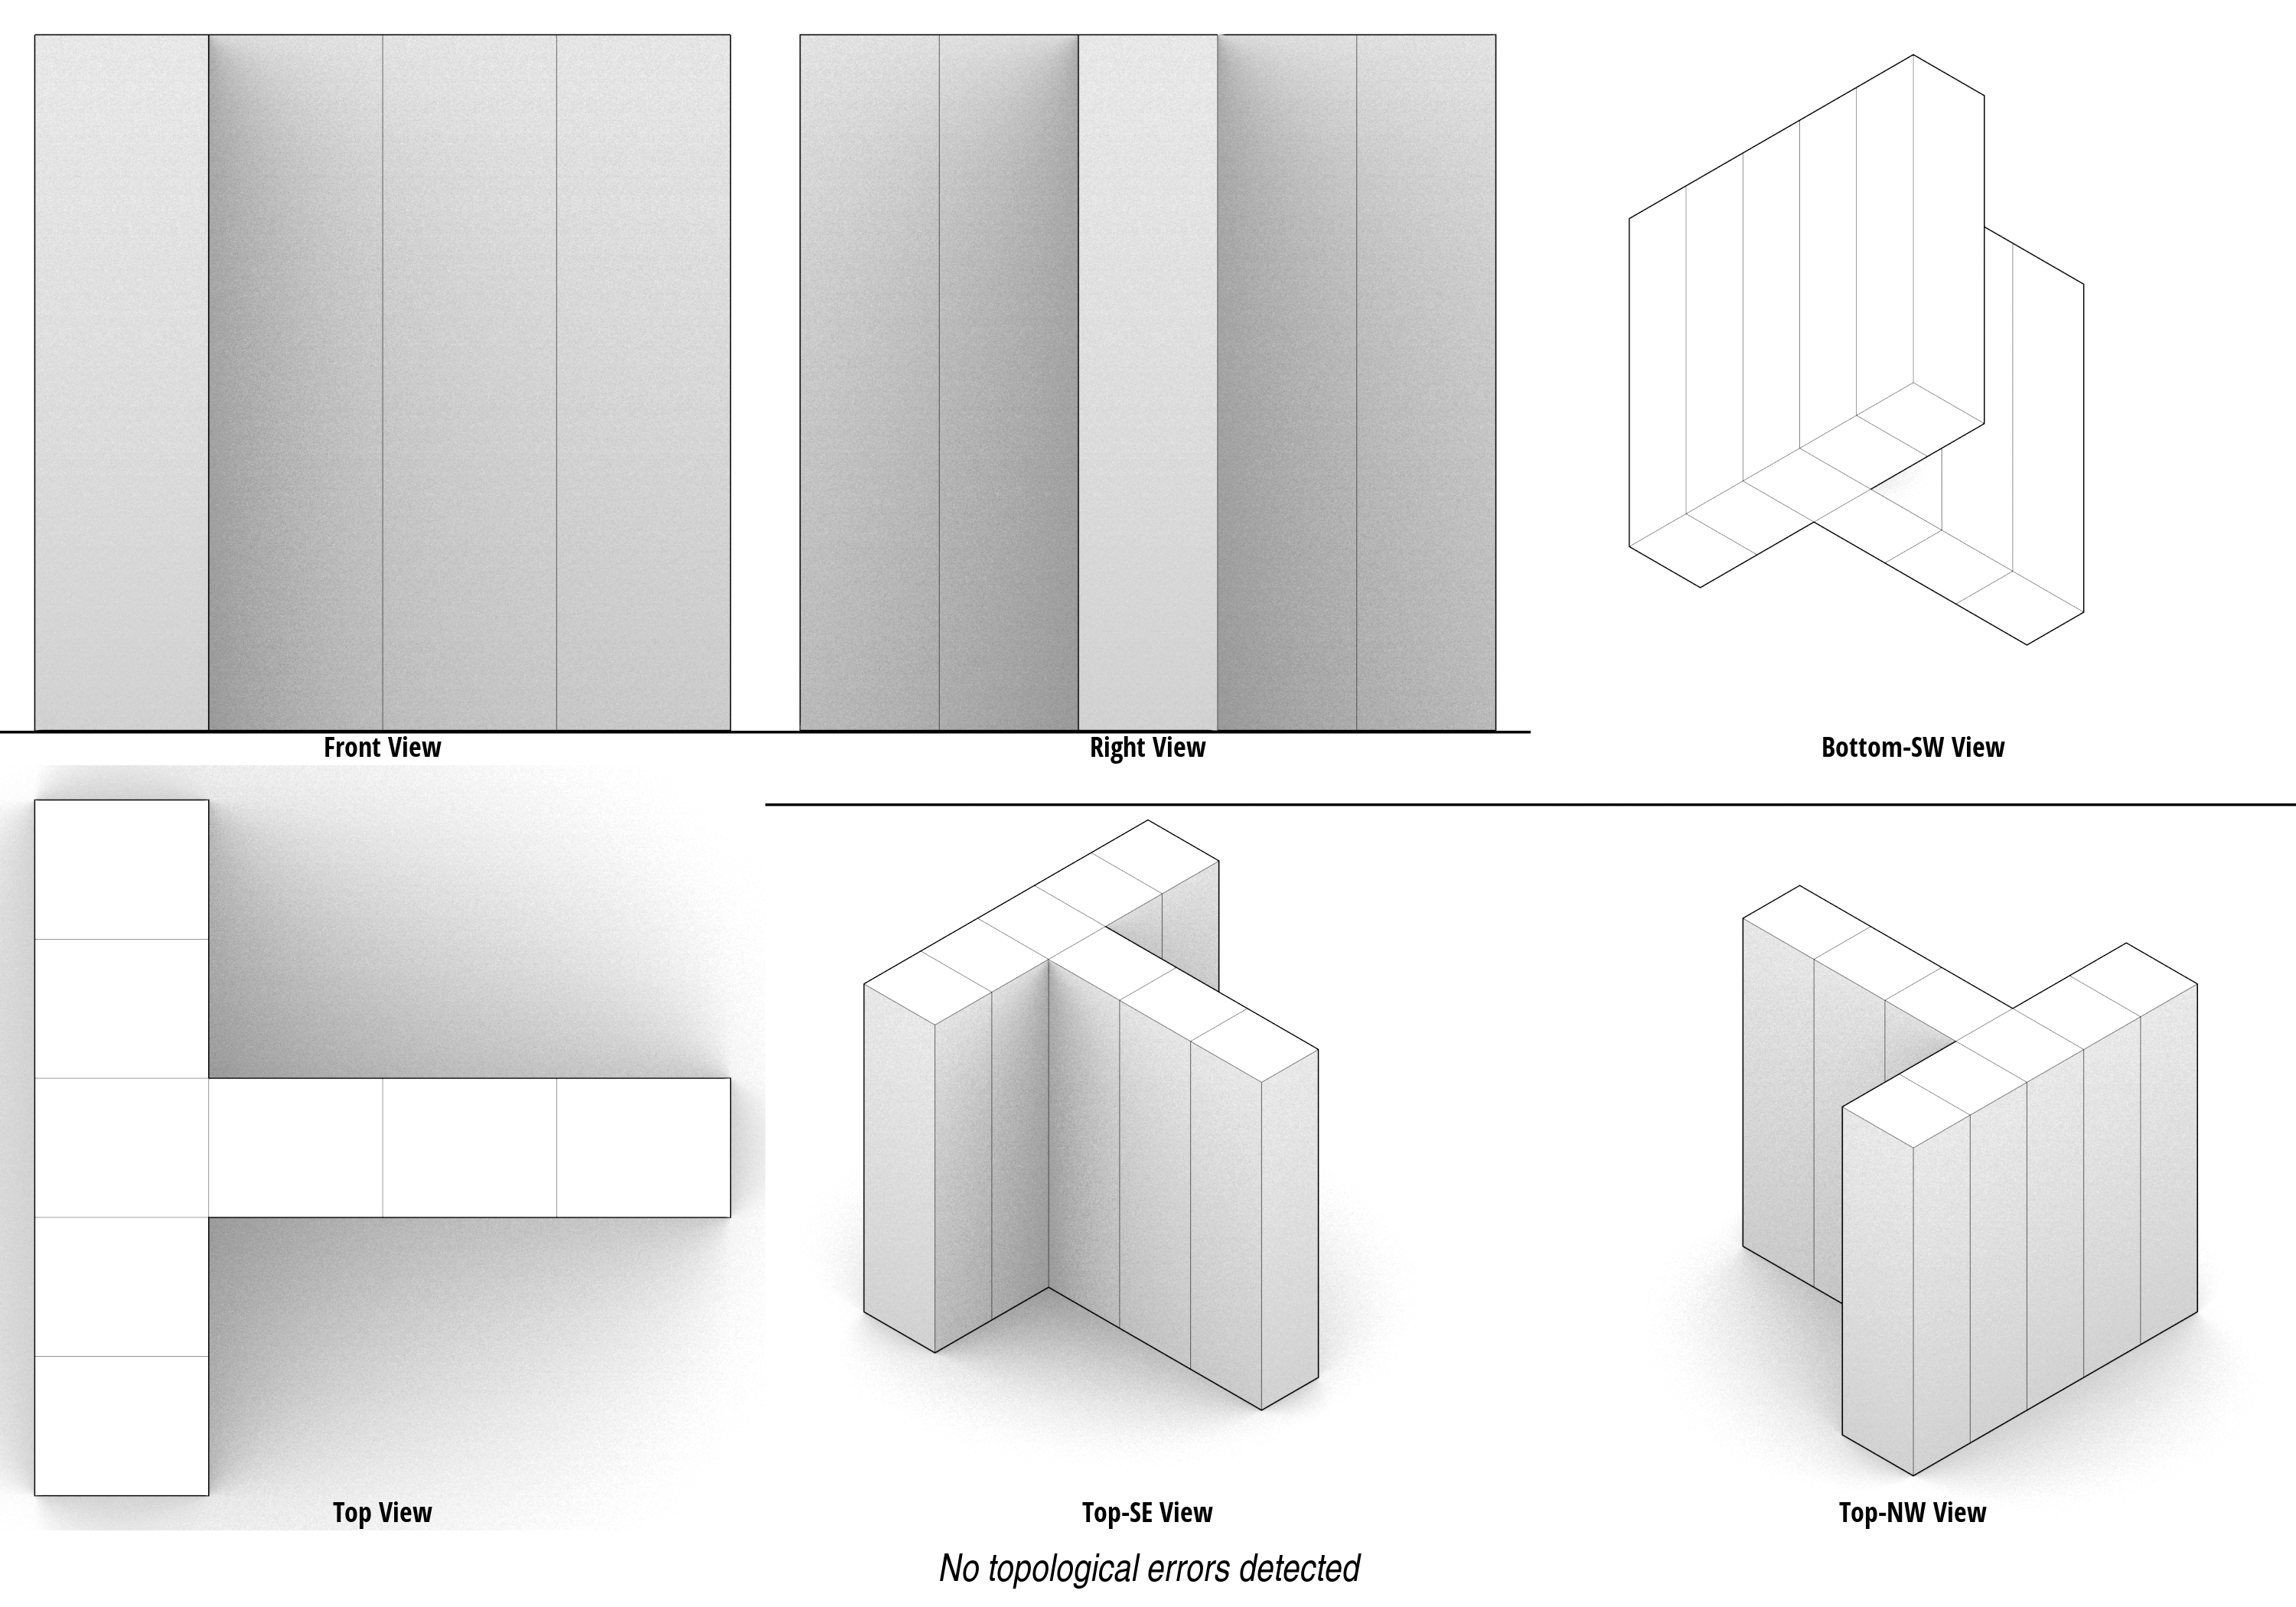 Front View
Right View
Bottom-SW View
Top View
Top-SE View
Top-NW View
No topological errors detected